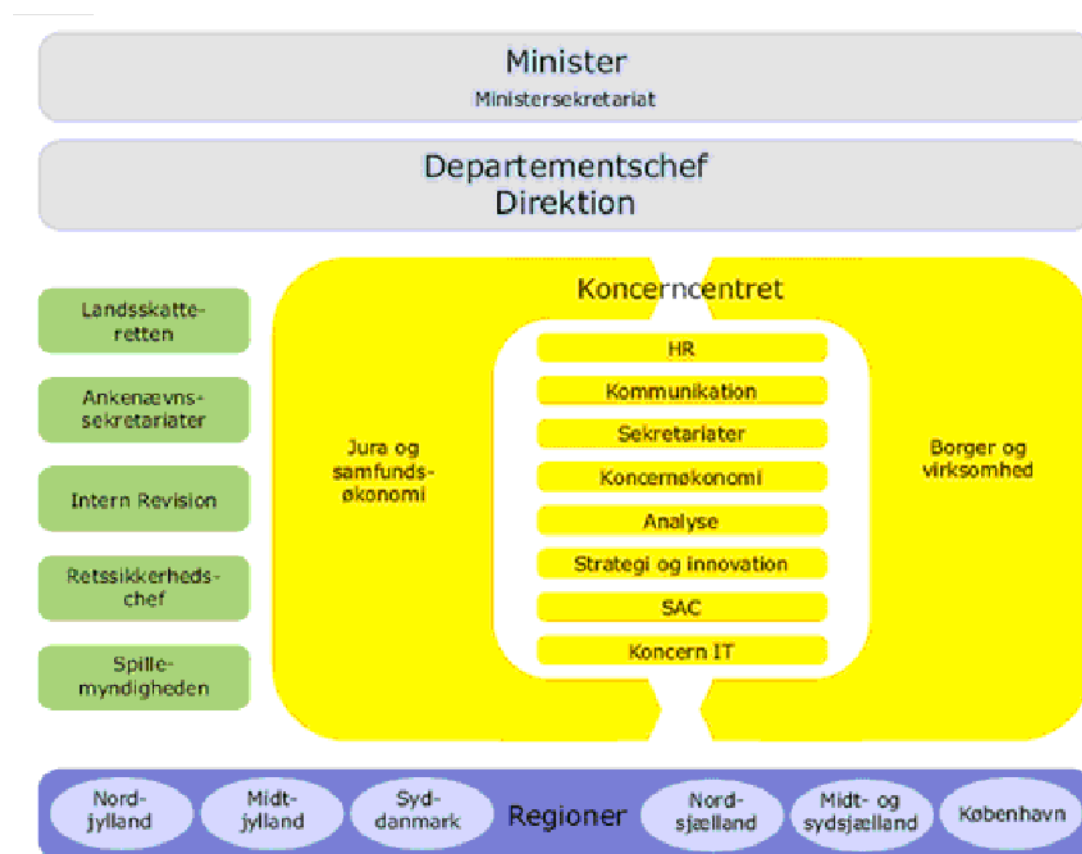 Minister
Ministersekretariat
Departementschef
Direktion
Landsskatte-
retten
Ankenævns-
sekretariater
Intern Revision
Retssikkerheds-
chef
Spille-
myndigheden
Koncerncentret
Jura og
samfunds-
økonomi
HR
Kommunikation
Sekretariater
Koncernøkonomi
Analyse
Strategi og innovation
SAC
Koncern IT
Borger og
virksomhed
Nord-
jylland
Midt-
jylland
Syd-
danmark
Regioner
Nord-
sjælland
Midt- og
sydsjælland
København